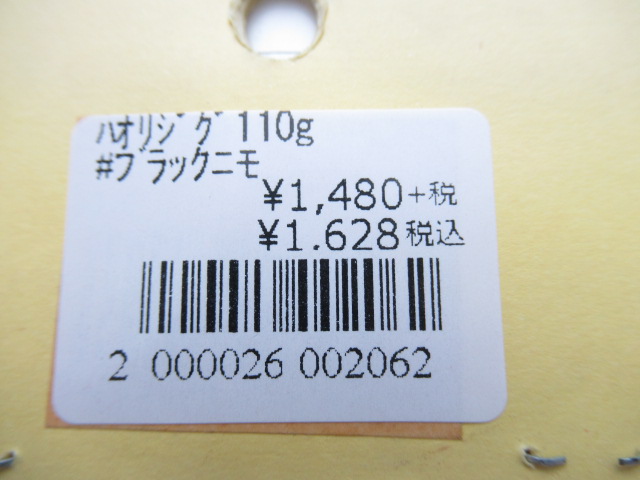 ﾊｵﾘｼﾞｸﾞ 110g
#ﾌﾞﾗｯｸﾆﾓ
¥1,480+税
¥1.628税込
2 000026 002062